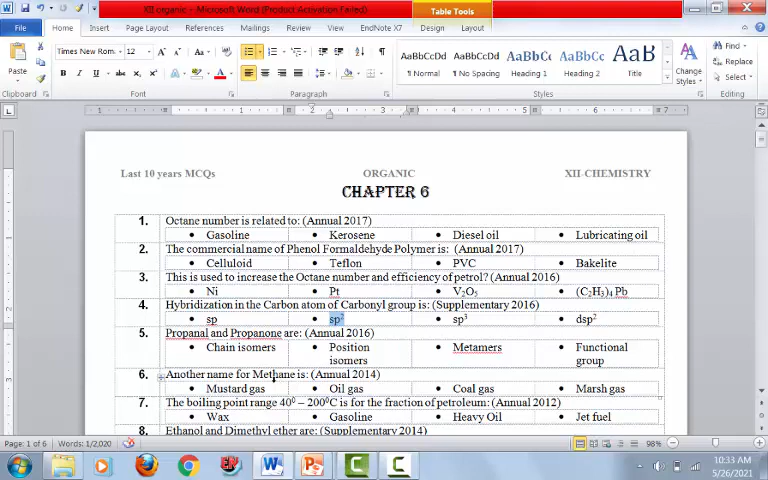 XII organic - Microsoft Word (Product Activation Failed)
Table Tools
File Home Insert Page Layout References Mailings Review View EndNote X7 Design Layout
Paste
Times New Rom 12
AaBbCcDd AaBbCcDd AaBbCc AaBbCc AaB
¶ Normal ¶ No Spacing Heading 1 Heading 2 Title
Change Styles
Find
Replace
Select
Clipboard Font Paragraph Styles Editing
Last 10 years MCQs ORGANIC XII-CHEMISTRY
CHAPTER 6
1. Octane number is related to: (Annual 2017)
• Gasoline • Kerosene • Diesel oil • Lubricating oil
2. The commercial name of Phenol Formaldehyde Polymer is: (Annual 2017)
• Celluloid • Teflon • PVC • Bakelite
3. This is used to increase the Octane number and efficiency of petrol? (Annual 2016)
• Ni • Pt • V₂O₅ • (C₂H₅)₄ Pb
4. Hybridization in the Carbon atom of Carbonyl group is: (Supplementary 2016)
• sp • sp² • sp³ • dsp²
5. Propanal and Propanone are: (Annual 2016)
• Chain isomers • Position isomers • Metamers • Functional group
6. Another name for Methane is: (Annual 2014)
• Mustard gas • Oil gas • Coal gas • Marsh gas
7. The boiling point range 40⁰ – 200⁰C is for the fraction of petroleum: (Annual 2012)
• Wax • Gasoline • Heavy Oil • Jet fuel
8. Ethanol and Dimethyl ether are: (Supplementary 2014)
Page: 1 of 6 Words: 1/2,020 98%
10:33 AM
5/26/2021